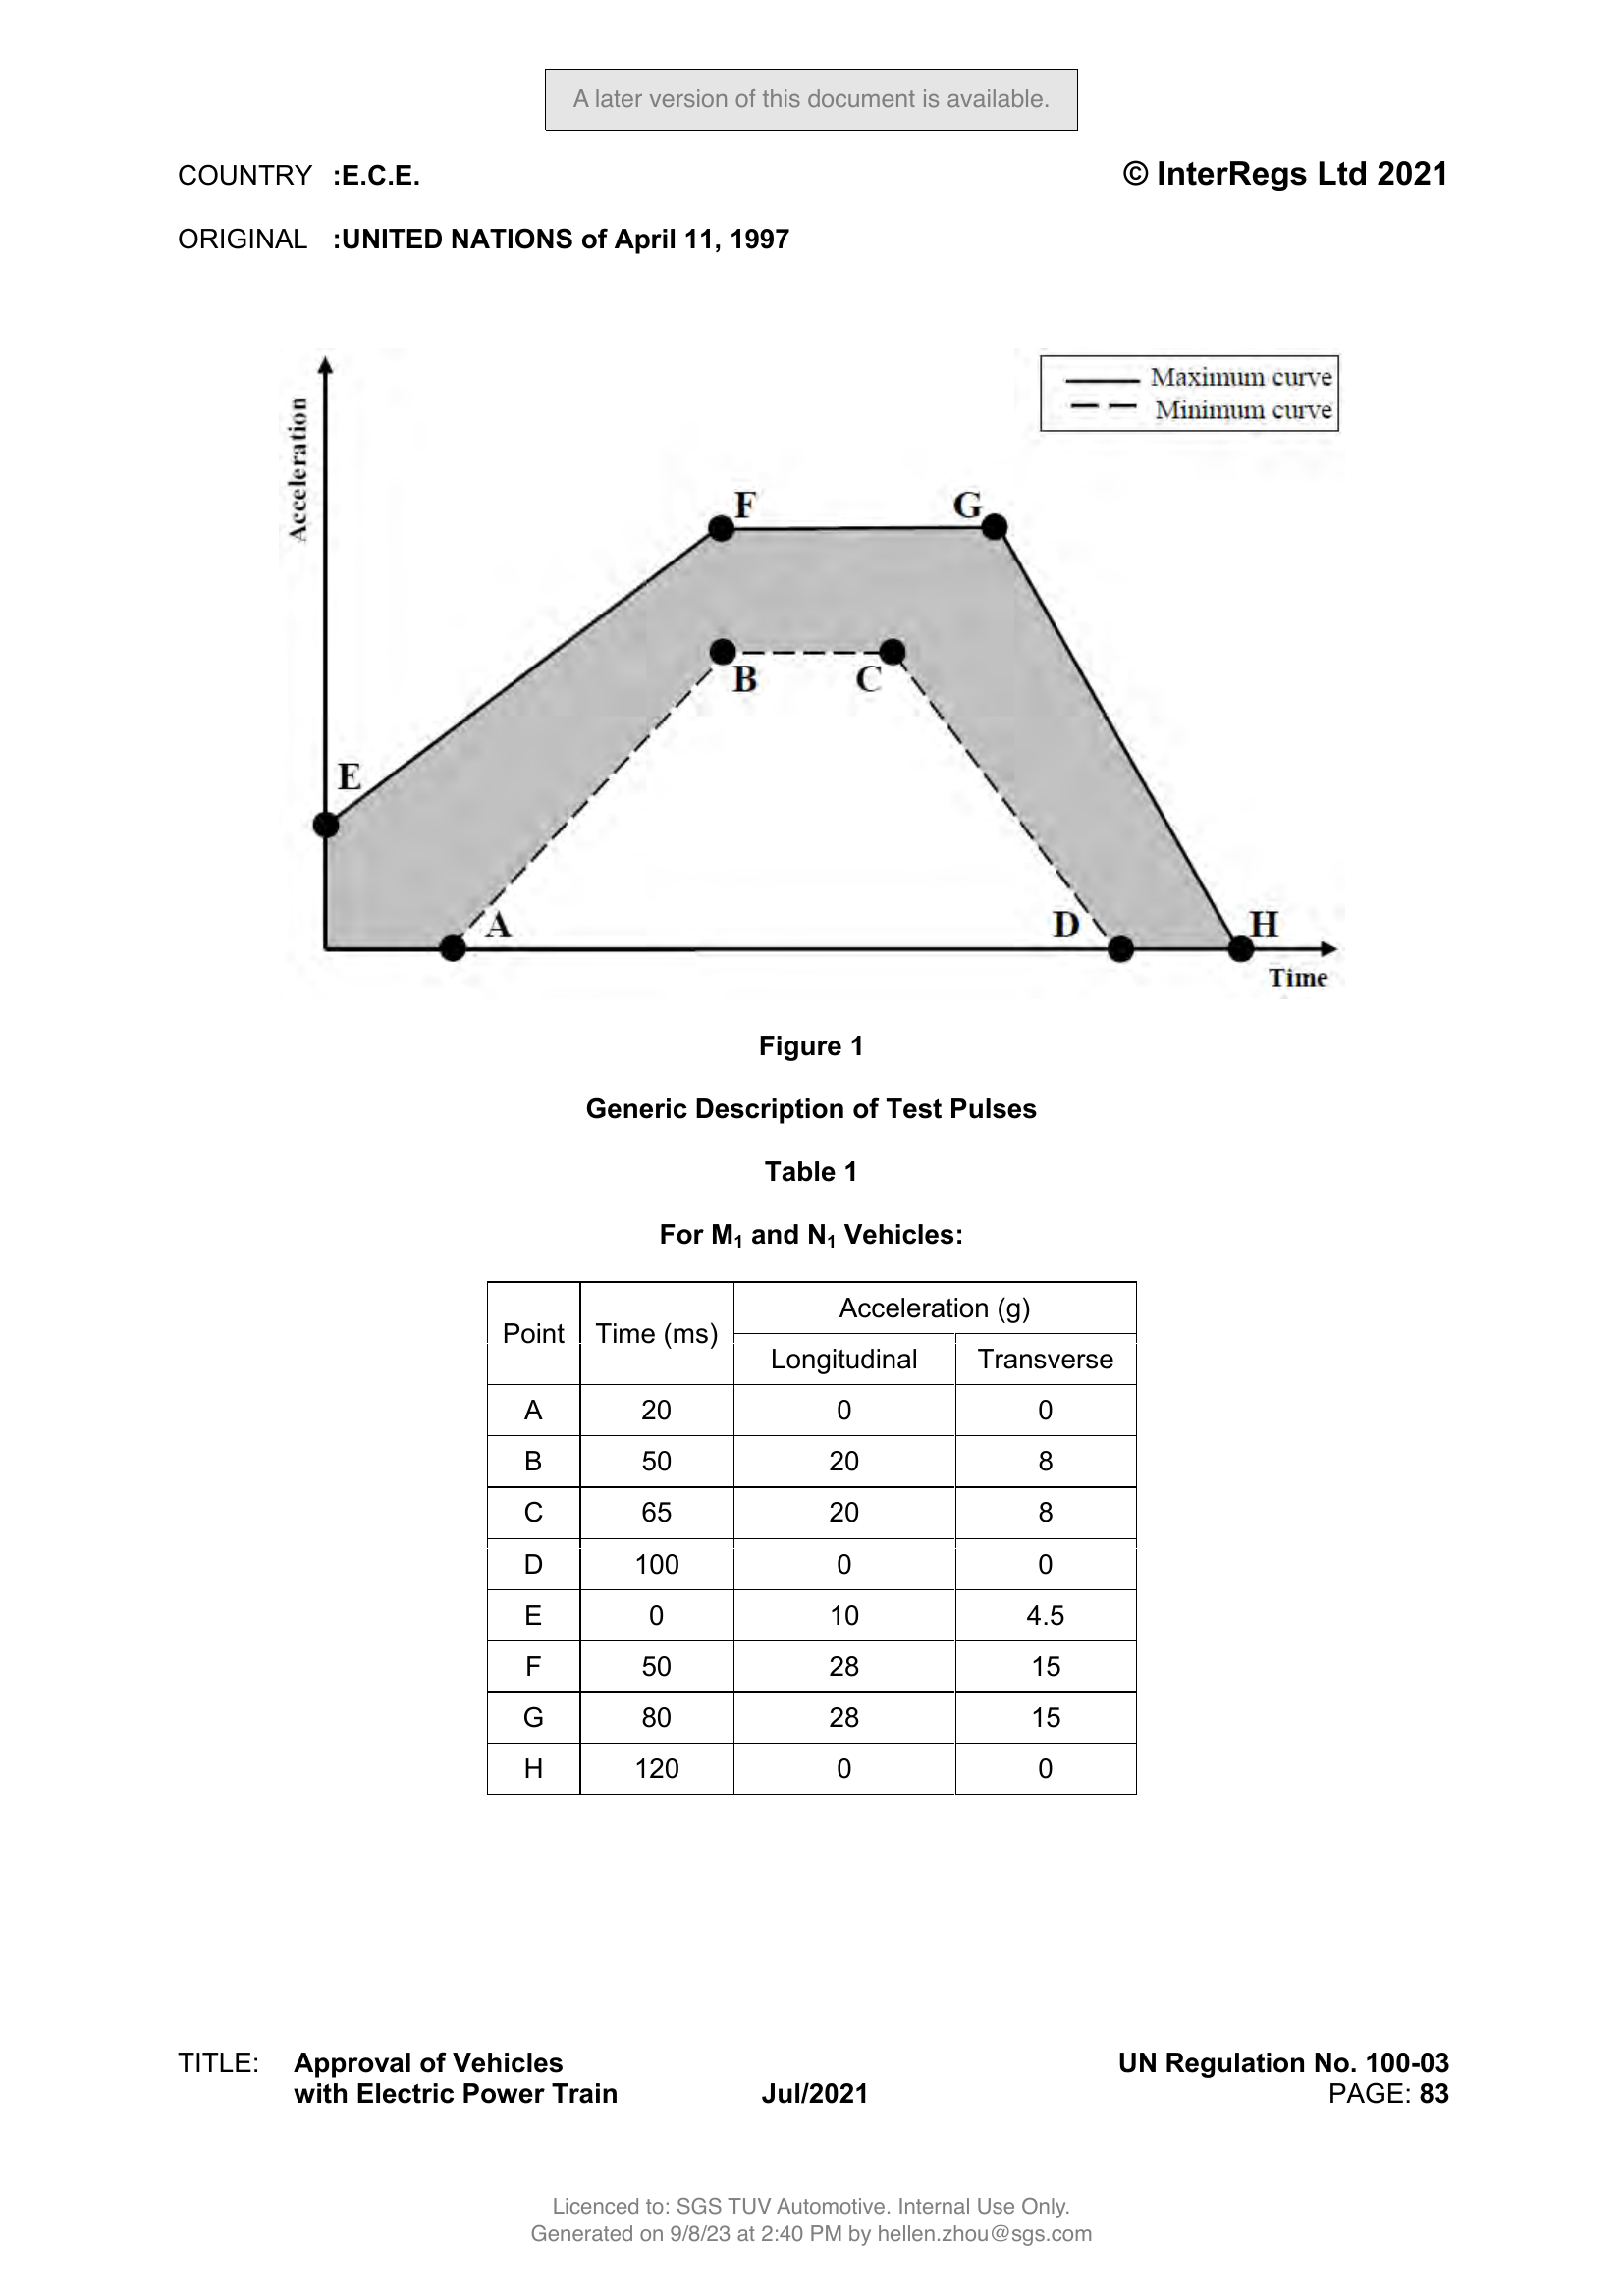 A later version of this document is available.
COUNTRY :E.C.E. © InterRegs Ltd 2021
ORIGINAL :UNITED NATIONS of April 11, 1997
Maximum curve
Minimum curve
Acceleration
F G
B C
E
A D H
Time
Figure 1
Generic Description of Test Pulses
Table 1
For M₁ and N₁ Vehicles:
Point Time (ms) Acceleration (g)
Longitudinal Transverse
A 20 0 0
B 50 20 8
C 65 20 8
D 100 0 0
E 0 10 4.5
F 50 28 15
G 80 28 15
H 120 0 0
TITLE: Approval of Vehicles UN Regulation No. 100-03
with Electric Power Train Jul/2021 PAGE: 83
Licenced to: SGS TUV Automotive. Internal Use Only.
Generated on 9/8/23 at 2:40 PM by hellen.zhou@sgs.com